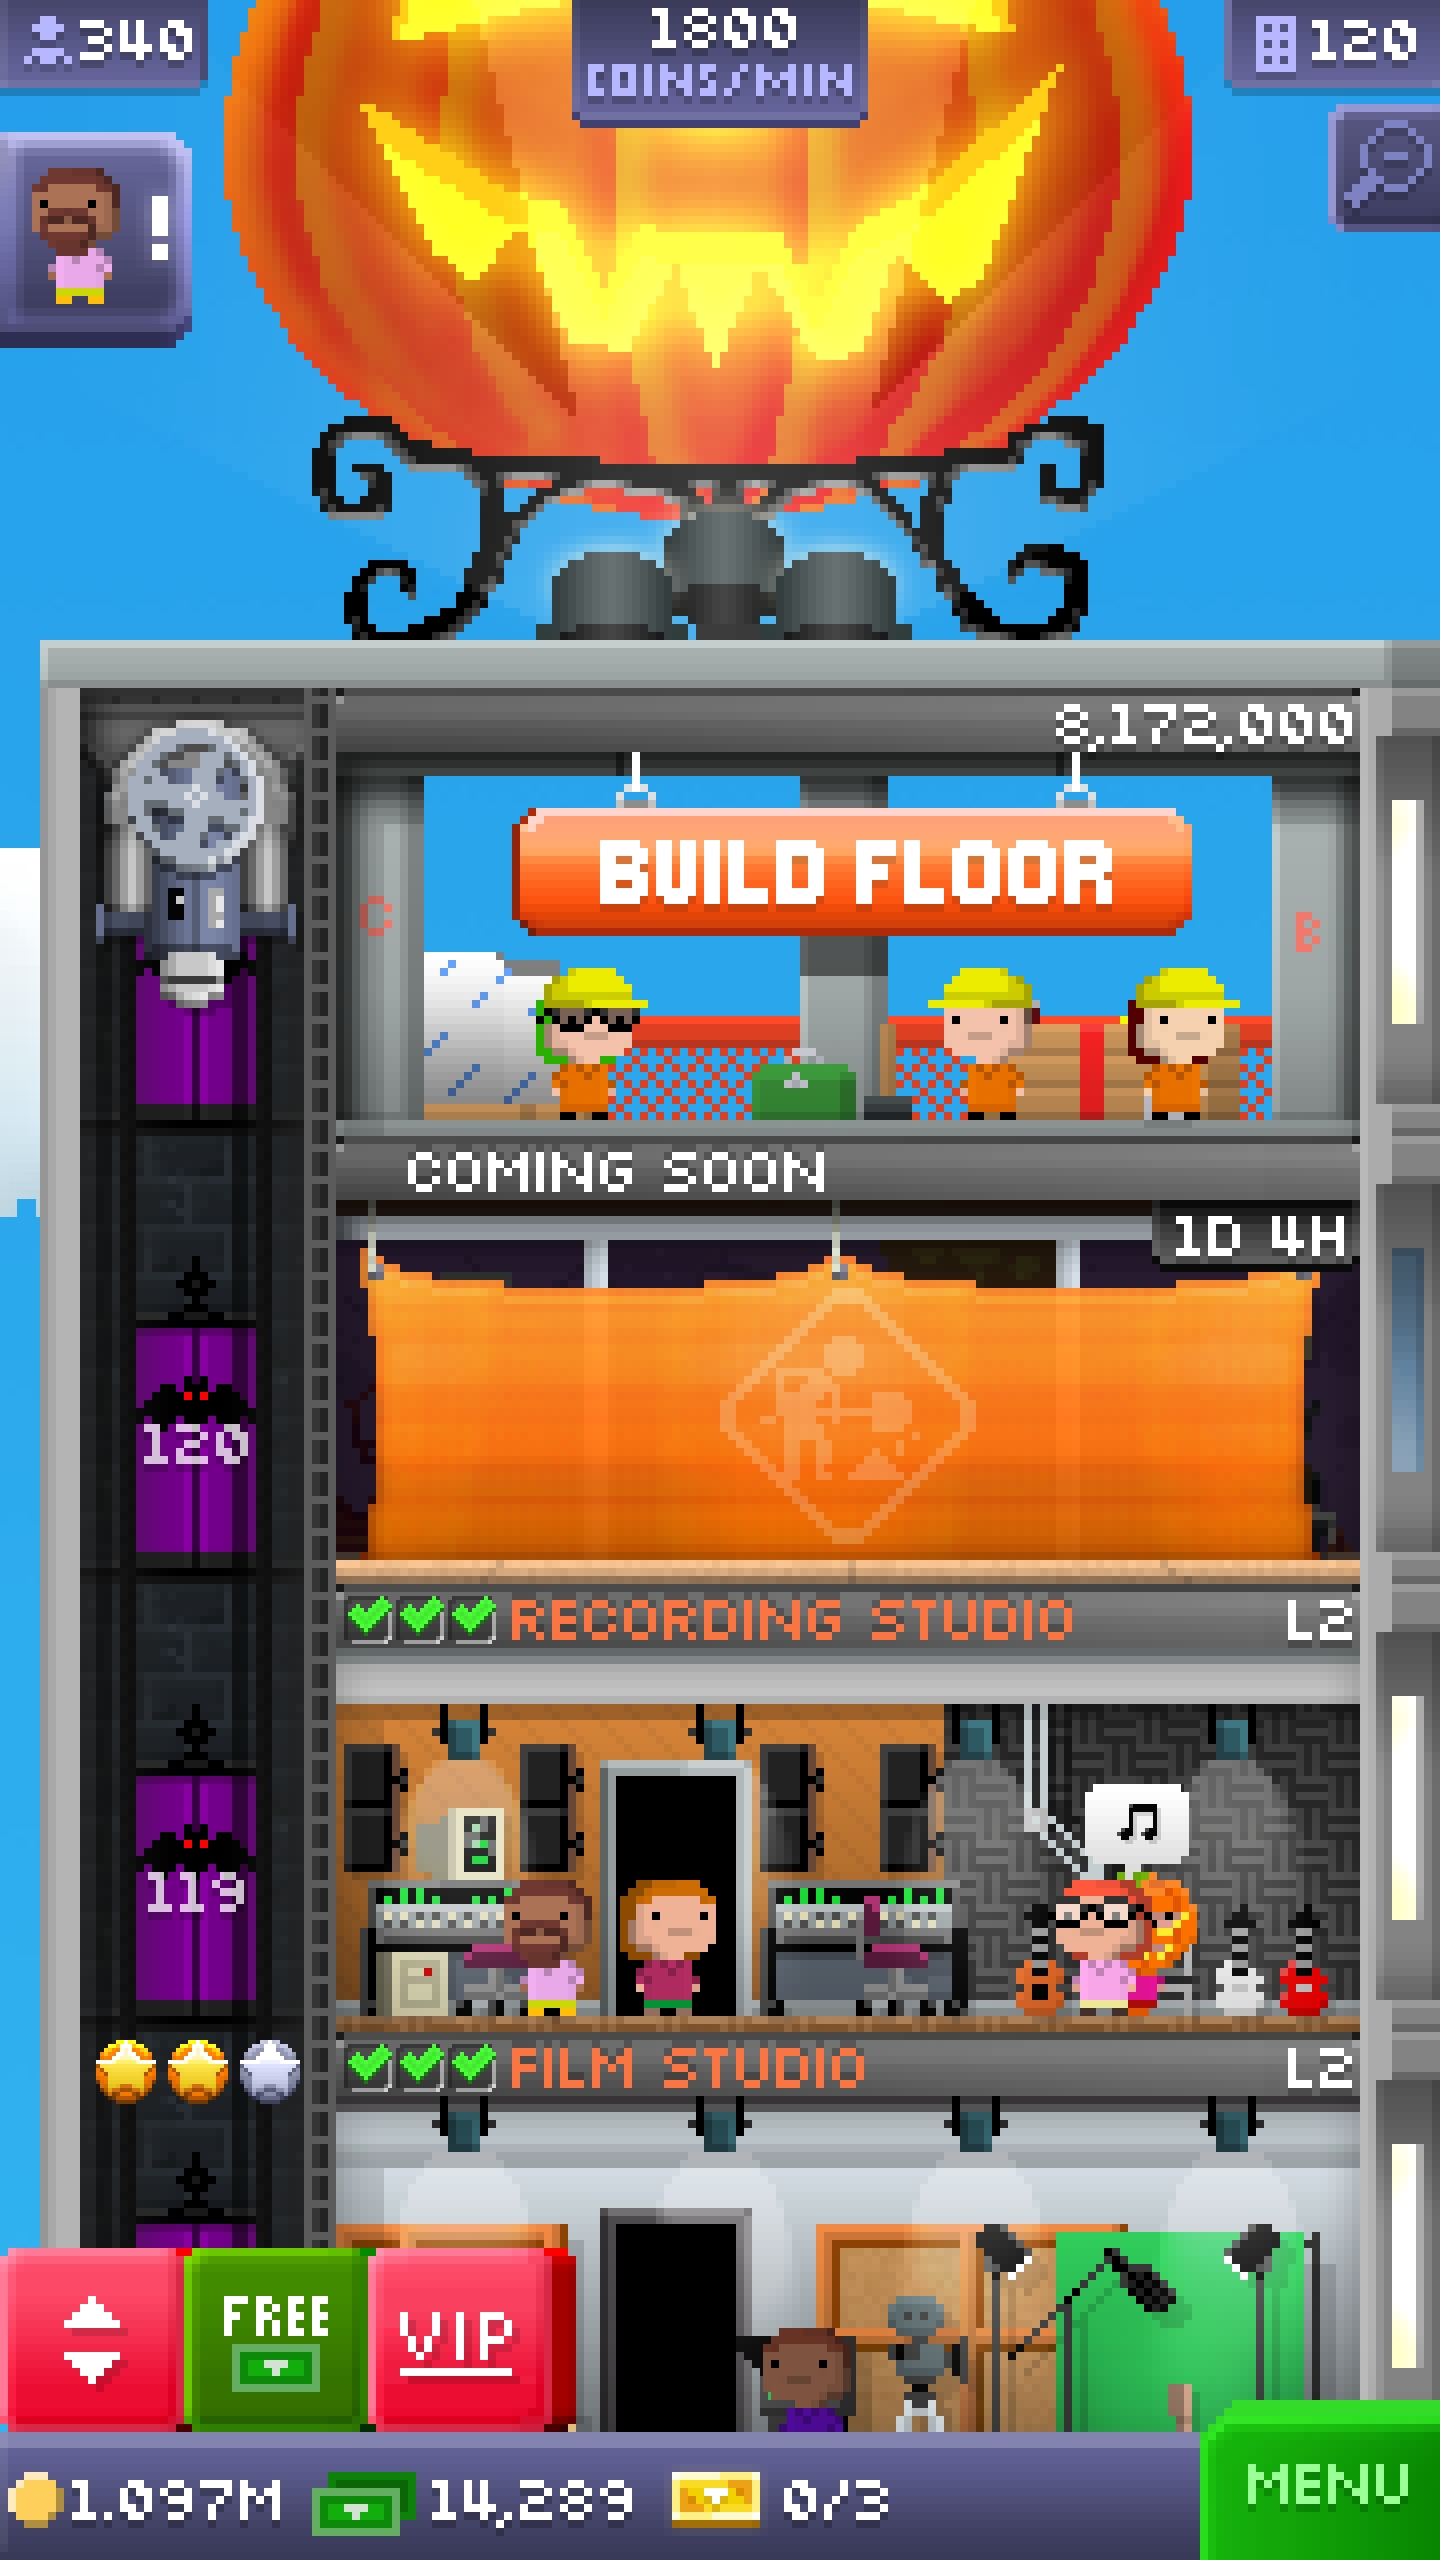 340
1800
COINS/MIN
120
!
8,172,000
BUILD FLOOR
C
B
COMING SOON
1D 4H
120
RECORDING STUDIO L2
119
FILM STUDIO L2
FREE
VIP
1.097M 14,289 0/3
MENU